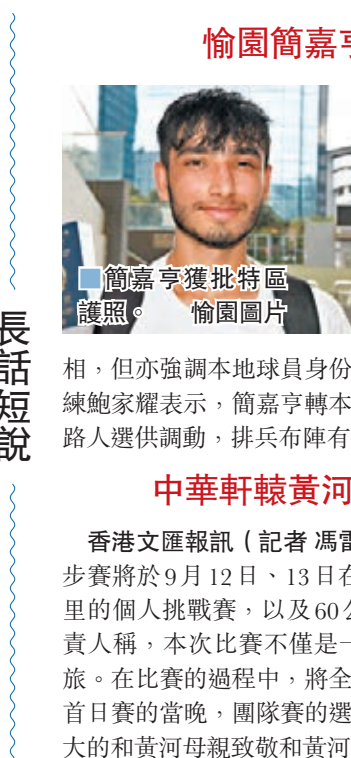 愉園簡嘉亨
■簡嘉亨獲批特區
護照。 愉園圖片
長話短說
相，但亦強調本地球員身份
練鮑家耀表示，簡嘉亨轉本
路人選供調動，排兵布陣有
中華軒轅黃河
香港文匯報訊（記者 馮雷
步賽將於9月12日、13日在
里的個人挑戰賽，以及60公
責人稱，本次比賽不僅是一
旅。在比賽的過程中，將全
首日賽的當晚，團隊賽的選
大的和黃河母親致敬和黃河